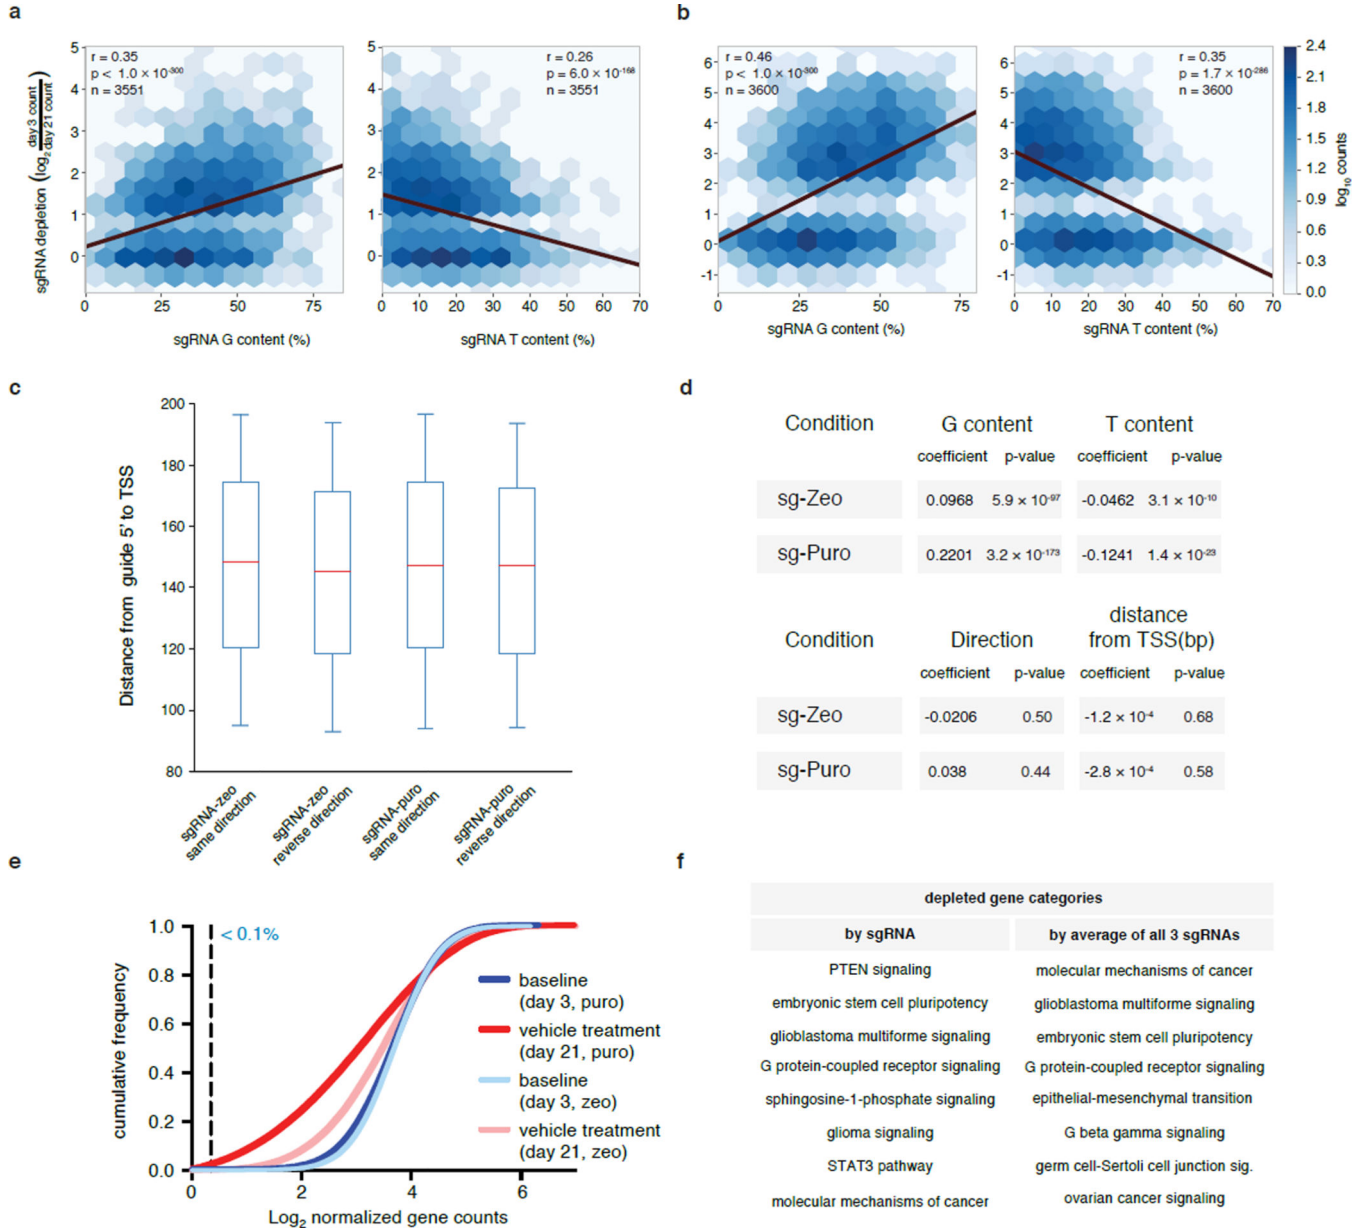 a
sgRNA depletion (log2 day 3 count / day 21 count)
5
4
3
2
1
0
r = 0.35
p < 1.0 × 10-300
n = 3551
0
25
50
75
sgRNA G content (%)
5
4
3
2
1
0
r = 0.26
p = 6.0 × 10-168
n = 3551
0
10
20
30
40
50
60
70
sgRNA T content (%)
b
6
5
4
3
2
1
0
-1
r = 0.46
p < 1.0 × 10-300
n = 3600
0
25
50
75
sgRNA G content (%)
6
5
4
3
2
1
0
-1
r = 0.35
p = 1.7 × 10-286
n = 3600
0
10
20
30
40
50
60
70
sgRNA T content (%)
2.4
2.1
1.8
1.5
1.2
0.9
0.6
0.3
0.0
log10 counts
c
Distance from guide 5' to TSS
200
180
160
140
120
100
80
sgRNA-zeo
same direction
sgRNA-zeo
reverse direction
sgRNA-puro
same direction
sgRNA-puro
reverse direction
d
Condition G content T content
coefficient p-value coefficient p-value
sg-Zeo 0.0968 5.9 × 10-97 -0.0462 3.1 × 10-10
sg-Puro 0.2201 3.2 × 10-173 -0.1241 1.4 × 10-23
distance
Condition Direction from TSS(bp)
coefficient p-value coefficient p-value
sg-Zeo -0.0206 0.50 -1.2 × 10-4 0.68
sg-Puro 0.038 0.44 -2.8 × 10-4 0.58
e
cumulative frequency
1.0
0.8
0.6
0.4
0.2
0.0
< 0.1%
baseline
(day 3, puro)
vehicle treatment
(day 21, puro)
baseline
(day 3, zeo)
vehicle treatment
(day 21, zeo)
0
2
4
6
Log2 normalized gene counts
f
depleted gene categories
by sgRNA by average of all 3 sgRNAs
PTEN signaling molecular mechanisms of cancer
embryonic stem cell pluripotency glioblastoma multiforme signaling
glioblastoma multiforme signaling embryonic stem cell pluripotency
G protein-coupled receptor signaling G protein-coupled receptor signaling
sphingosine-1-phosphate signaling epithelial-mesenchymal transition
glioma signaling G beta gamma signaling
STAT3 pathway germ cell-Sertoli cell junction sig.
molecular mechanisms of cancer ovarian cancer signaling